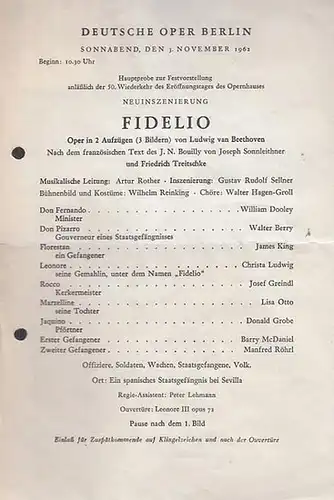 DEUTSCHE OPER BERLIN
SONNABEND, DEN 3. NOVEMBER 1962
Beginn: 10.30 Uhr
Hauptprobe zur Festvorstellung
anläßlich der 50. Wiederkehr des Eröffnungstages des Opernhauses
NEUINSZENIERUNG
FIDELIO
Oper in 2 Aufzügen (3 Bildern) von Ludwig van Beethoven
Nach dem französischen Text des J. N. Bouilly von Joseph Sonnleithner
und Friedrich Treitschke
Musikalische Leitung: Artur Rother - Inszenierung: Gustav Rudolf Sellner
Bühnenbild und Kostüme: Wilhelm Reinking - Chöre: Walter Hagen-Groll
Don Fernando . . . . . . . . . . . . . . . William Dooley
Minister
Don Pizarro . . . . . . . . . . . . . . . Walter Berry
Gouverneur eines Staatsgefängnisses
Florestan . . . . . . . . . . . . . . . James King
ein Gefangener
Leonore . . . . . . . . . . . . . . . Christa Ludwig
seine Gemahlin, unter dem Namen „Fidelio"
Rocco . . . . . . . . . . . . . . . Josef Greindl
Kerkermeister
Marzelline . . . . . . . . . . . . . . . Lisa Otto
seine Tochter
Jaquino . . . . . . . . . . . . . . . Donald Grobe
Pförtner
Erster Gefangener . . . . . . . . . . . . Barry McDaniel
Zweiter Gefangener . . . . . . . . . . . . Manfred Röhrl
Offiziere, Soldaten, Wachen, Staatsgefangene, Volk.
Ort: Ein spanisches Staatsgefängnis bei Sevilla
Regie-Assistent: Peter Lehmann
Ouvertüre: Leonore III opus 72
Pause nach dem 1. Bild
Einlaß für Zuspätkommende auf Klingelzeichen und nach der Ouvertüre